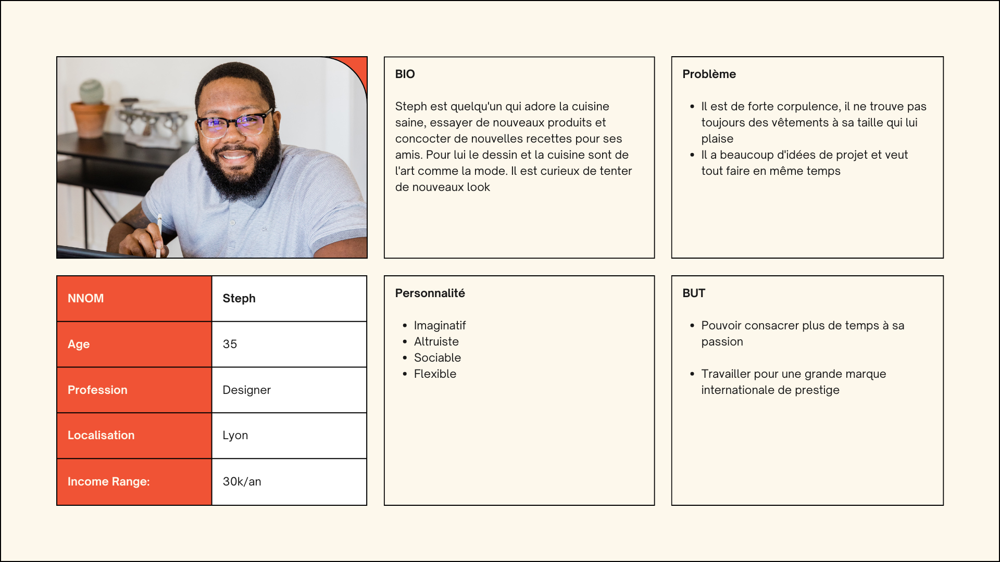 BIO
Steph est quelqu'un qui adore la cuisine
saine, essayer de nouveaux produits et
concocter de nouvelles recettes pour ses
amis. Pour lui le dessin et la cuisine sont de
l'art comme la mode. Il est curieux de tenter
de nouveaux look
Problème
• Il est de forte corpulence, il ne trouve pas
toujours des vêtements à sa taille qui lui
plaise
• Il a beaucoup d'idées de projet et veut
tout faire en même temps
NNOM Steph
Age 35
Profession Designer
Localisation Lyon
Income Range: 30k/an
Personnalité
• Imaginatif
• Altruiste
• Sociable
• Flexible
BUT
• Pouvoir consacrer plus de temps à sa
passion
• Travailler pour une grande marque
internationale de prestige